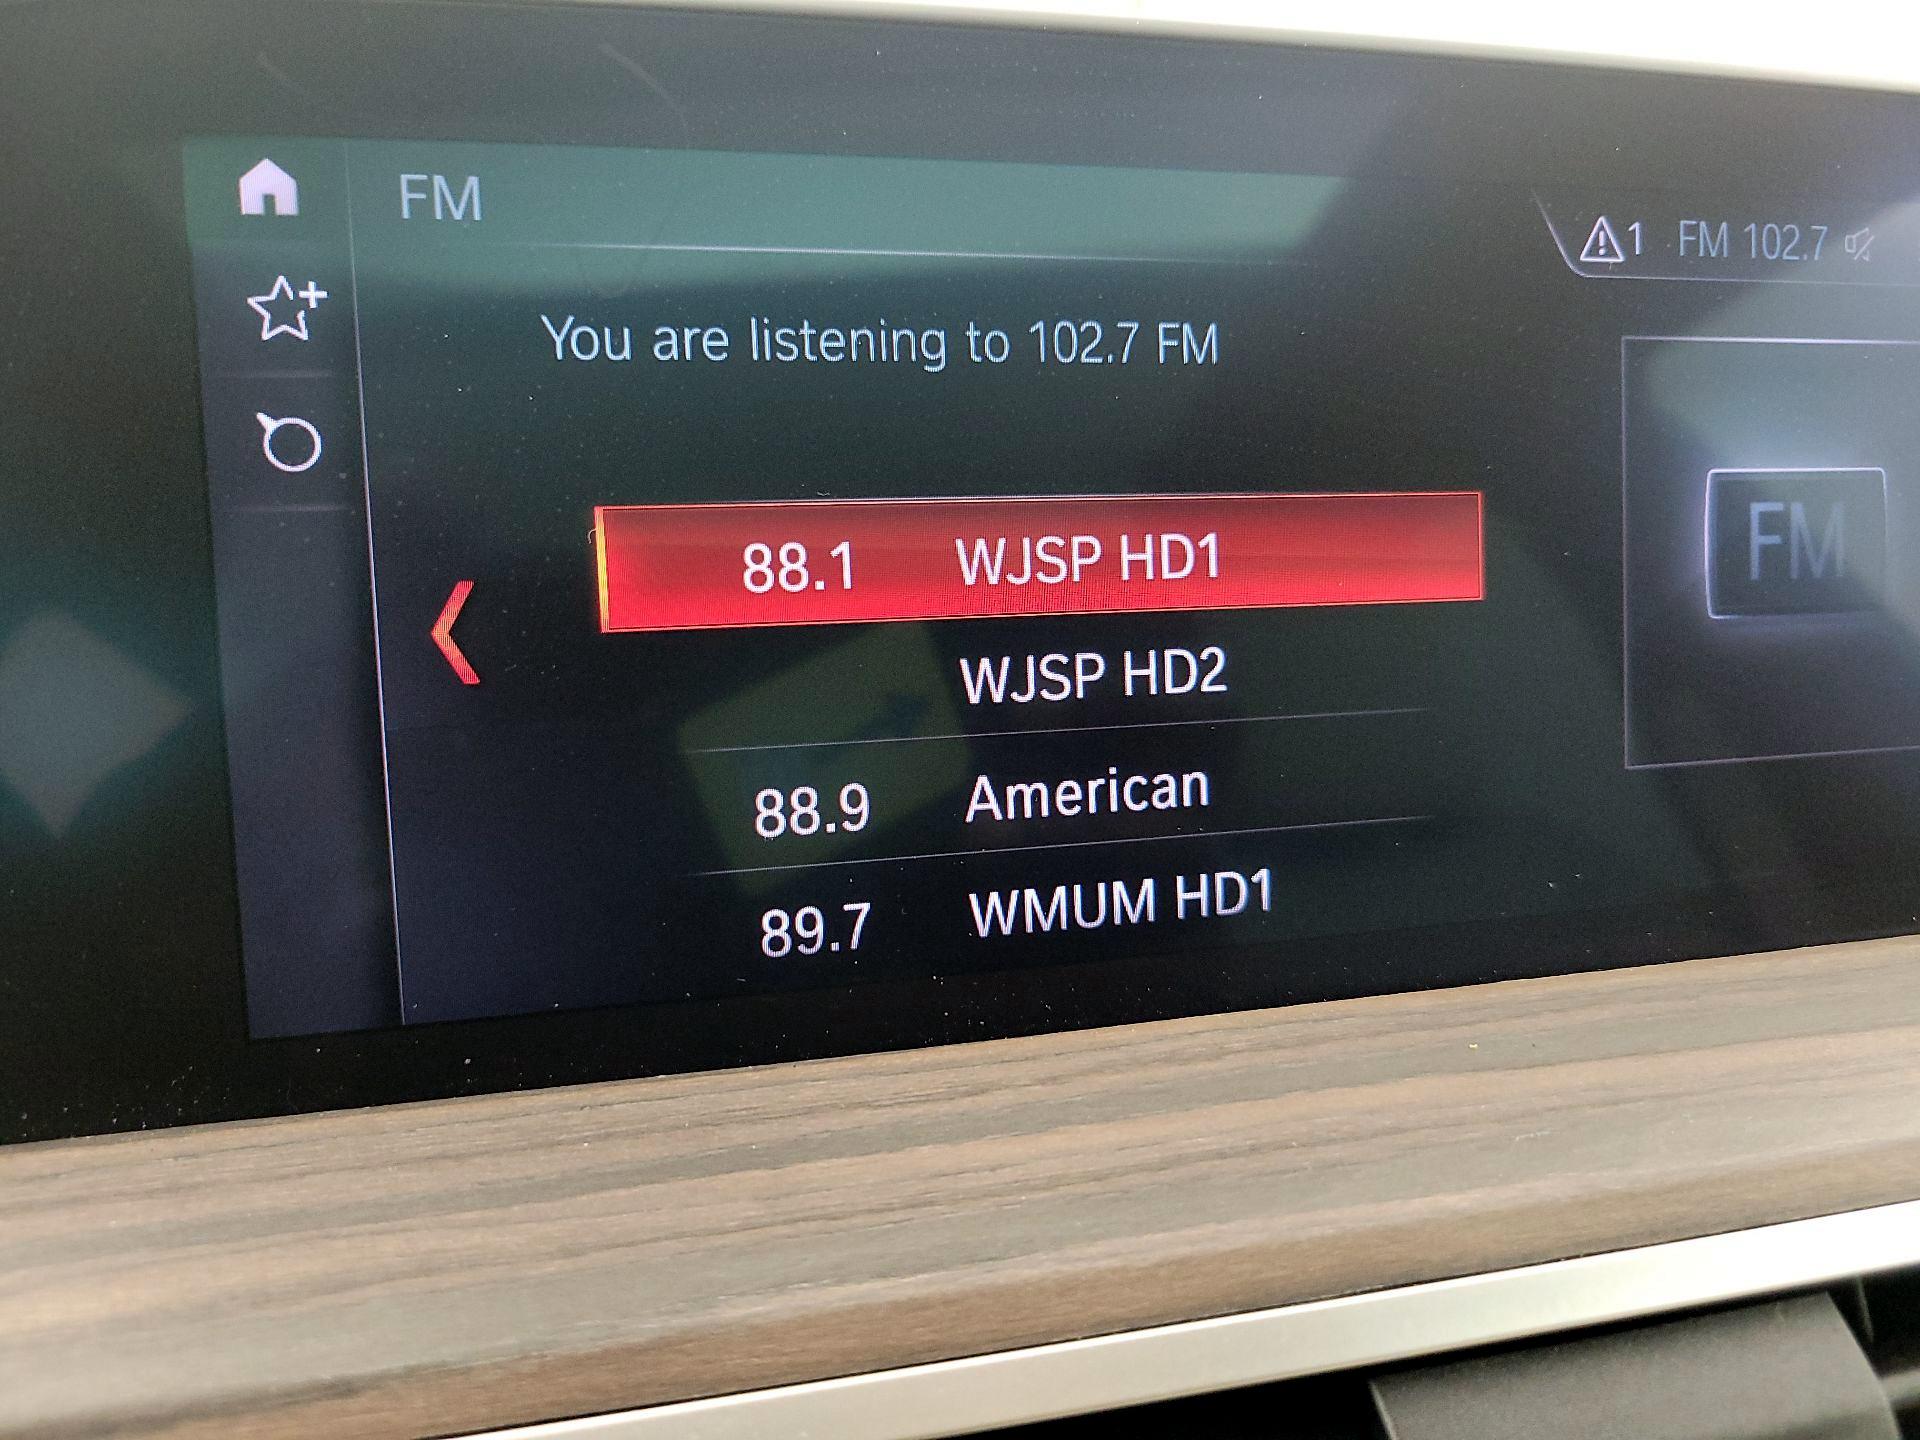 FM
1 FM 102.7
You are listening to 102.7 FM
88.1 WJSP HD1
WJSP HD2
88.9 American
89.7 WMUM HD1
FM